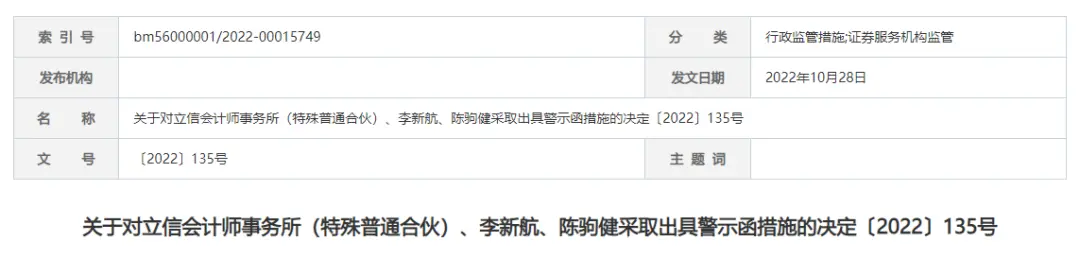 索 引 号 bm56000001/2022-00015749 分 类 行政监管措施;证券服务机构监管
发布机构 发文日期 2022年10月28日
名 称 关于对立信会计师事务所（特殊普通合伙）、李新航、陈驹健采取出具警示函措施的决定〔2022〕135号
文 号 〔2022〕135号 主 题 词
关于对立信会计师事务所（特殊普通合伙）、李新航、陈驹健采取出具警示函措施的决定〔2022〕135号